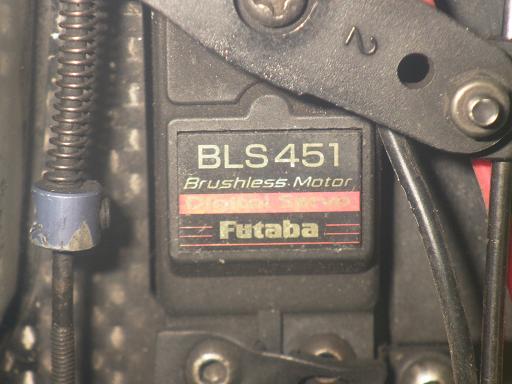 2
BLS451
Brushless Motor
Digital Servo
Futaba